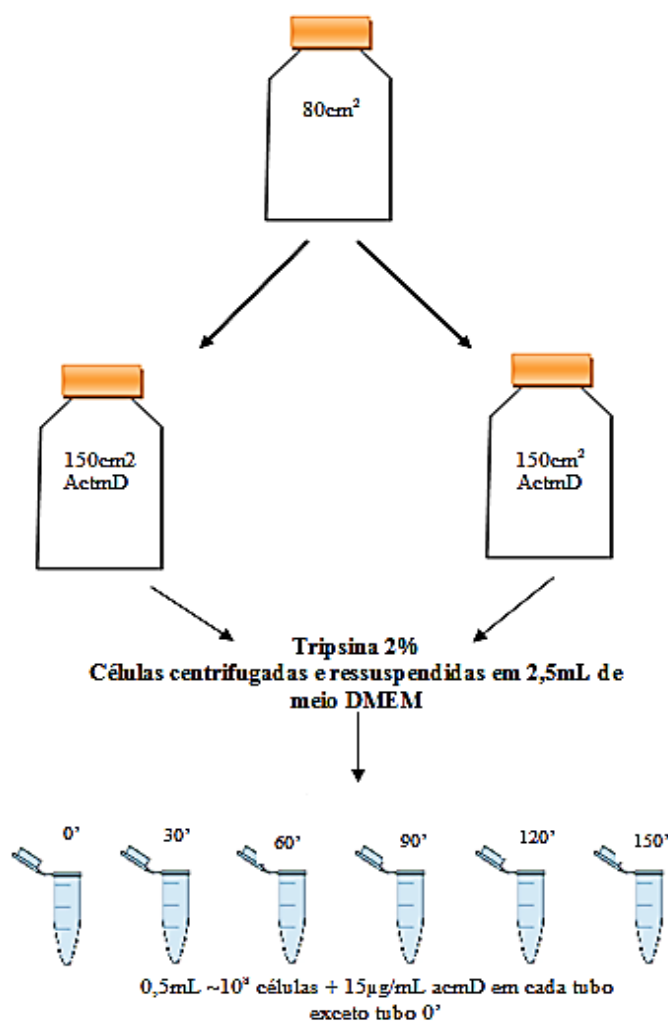 80cm²
150cm2
ActmD
150cm²
ActmD
Tripsina 2%
Células centrifugadas e ressuspendidas em 2,5mL de
meio DMEM
0’ 30’ 60’ 90’ 120’ 150’
0,5mL ~10⁸ células + 15µg/mL acmD em cada tubo
exceto tubo 0’